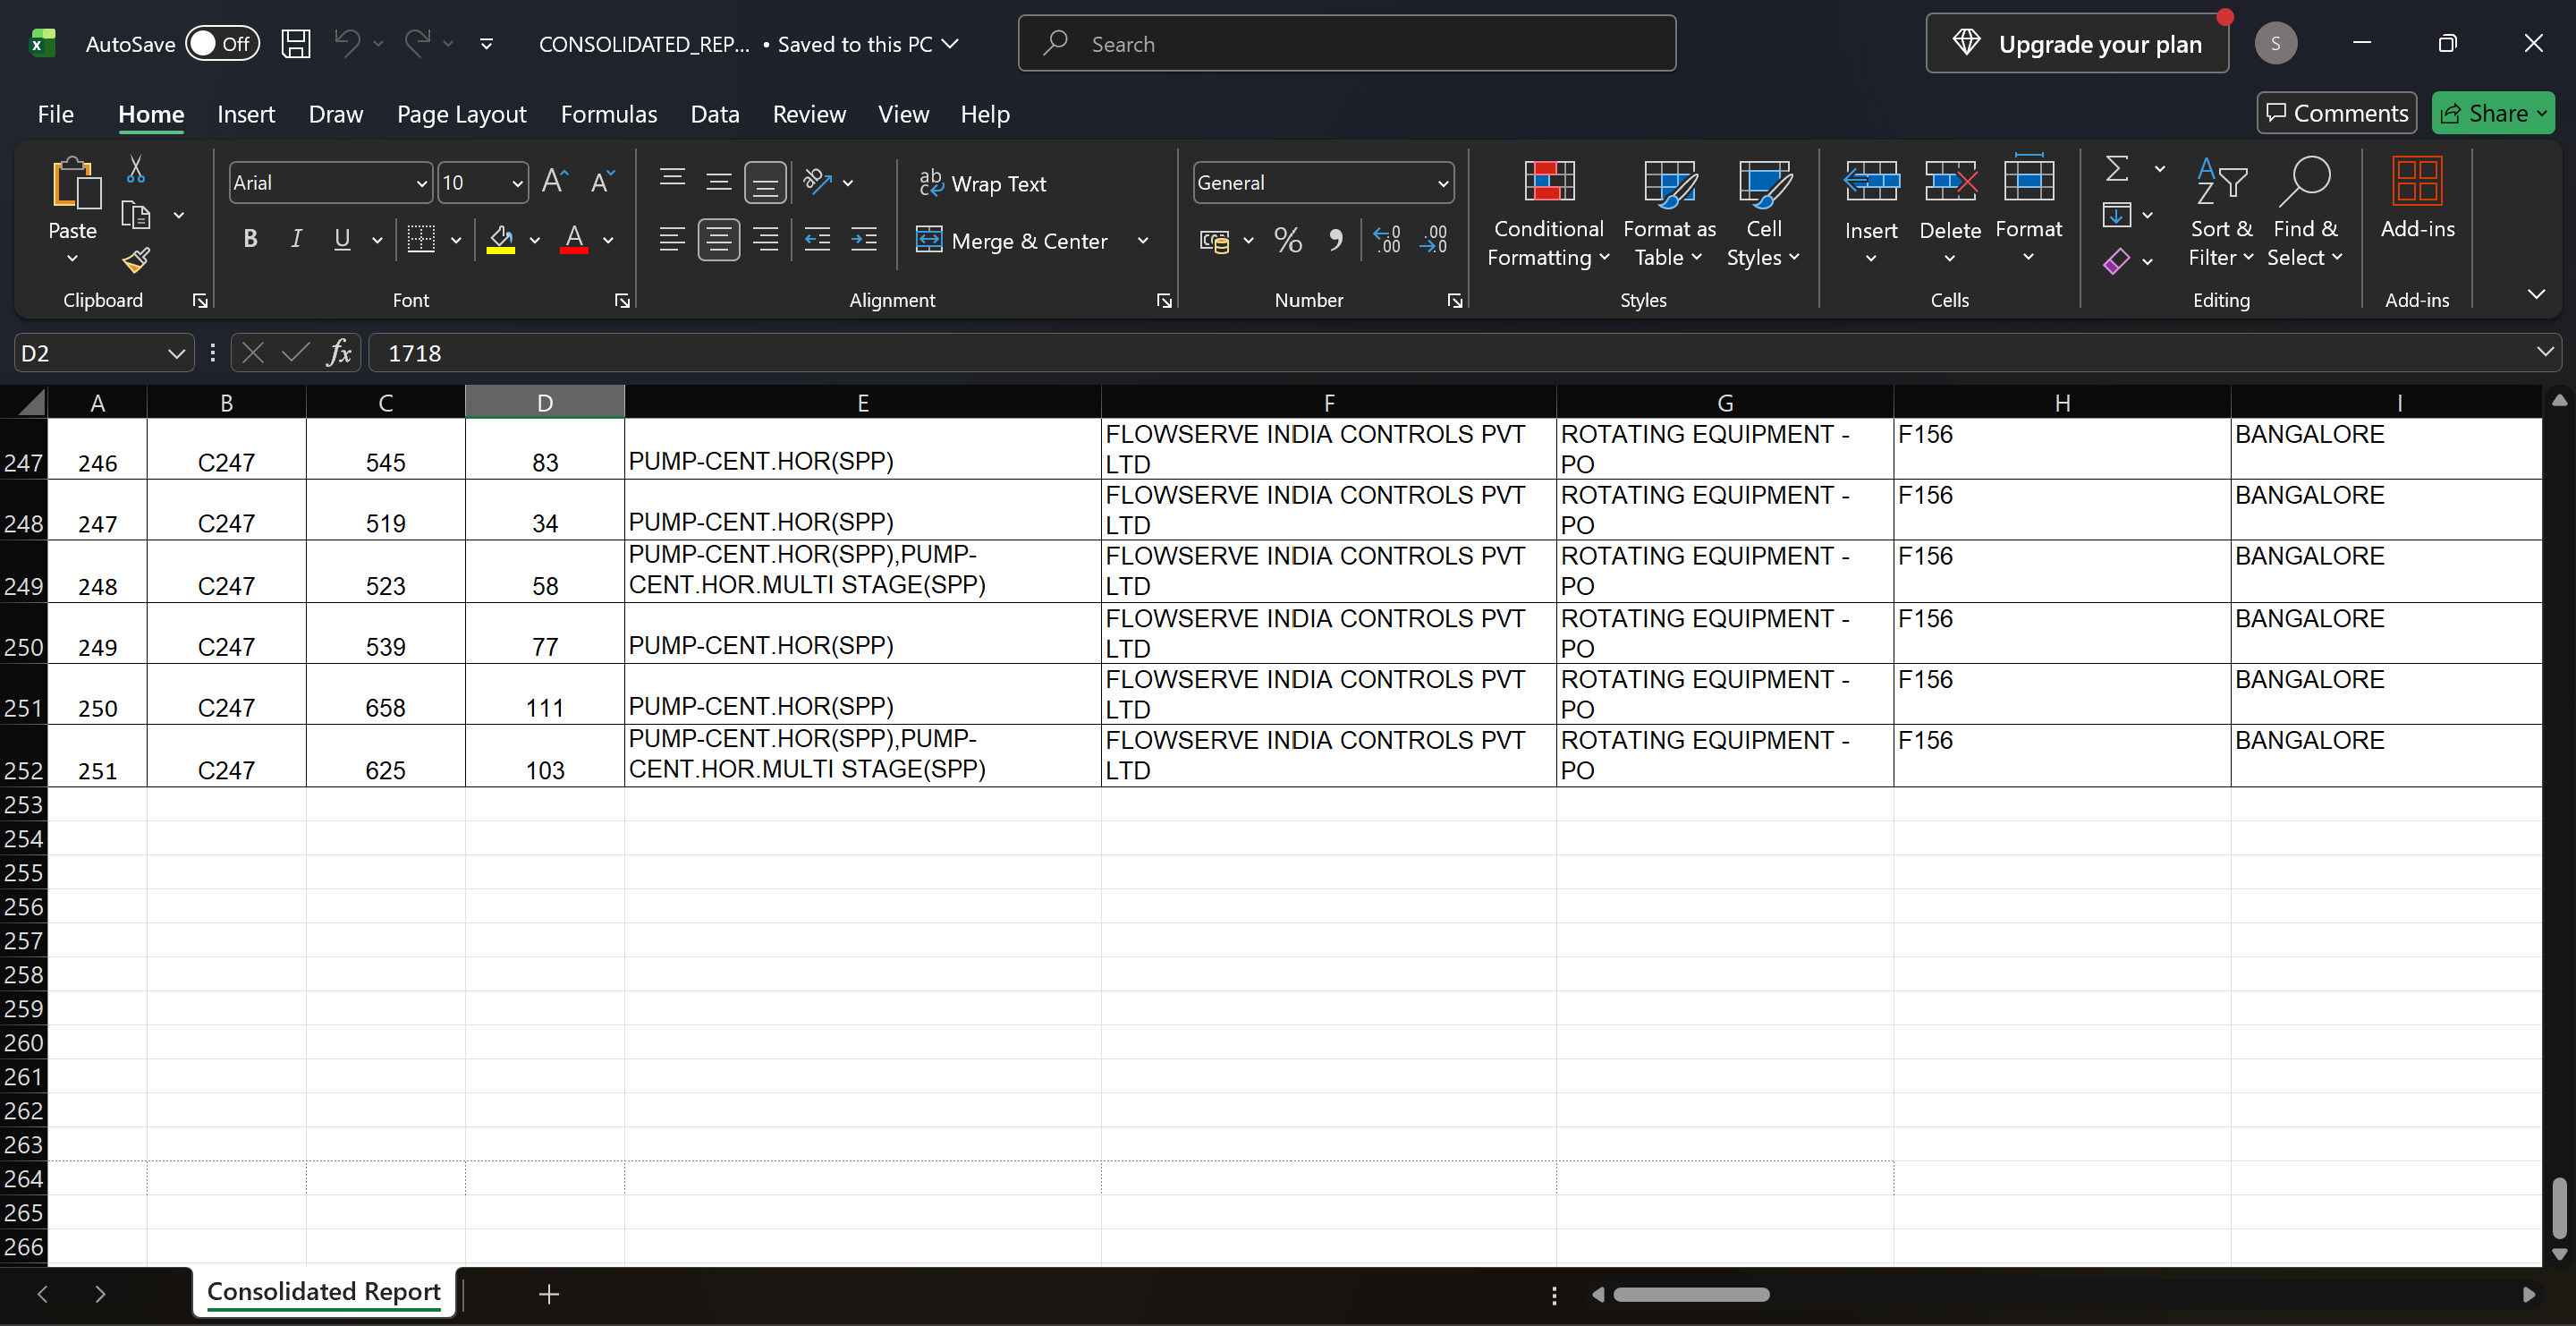 AutoSave Off CONSOLIDATED_REP... • Saved to this PC Search Upgrade your plan S
File Home Insert Draw Page Layout Formulas Data Review View Help Comments Share
Paste
Clipboard
Arial 10
B I U A
Font
Wrap Text
Merge & Center
Alignment
General
Number
Conditional Formatting
Format as Table
Cell Styles
Styles
Insert Delete Format
Cells
Sort & Filter
Find & Select
Editing
Add-ins
Add-ins
D2 fx 1718
A B C D E F G H I
247 246 C247 545 83 PUMP-CENT.HOR(SPP) FLOWSERVE INDIA CONTROLS PVT LTD ROTATING EQUIPMENT - PO F156 BANGALORE
248 247 C247 519 34 PUMP-CENT.HOR(SPP) FLOWSERVE INDIA CONTROLS PVT LTD ROTATING EQUIPMENT - PO F156 BANGALORE
249 248 C247 523 58 PUMP-CENT.HOR(SPP),PUMP-CENT.HOR.MULTI STAGE(SPP) FLOWSERVE INDIA CONTROLS PVT LTD ROTATING EQUIPMENT - PO F156 BANGALORE
250 249 C247 539 77 PUMP-CENT.HOR(SPP) FLOWSERVE INDIA CONTROLS PVT LTD ROTATING EQUIPMENT - PO F156 BANGALORE
251 250 C247 658 111 PUMP-CENT.HOR(SPP) FLOWSERVE INDIA CONTROLS PVT LTD ROTATING EQUIPMENT - PO F156 BANGALORE
252 251 C247 625 103 PUMP-CENT.HOR(SPP),PUMP-CENT.HOR.MULTI STAGE(SPP) FLOWSERVE INDIA CONTROLS PVT LTD ROTATING EQUIPMENT - PO F156 BANGALORE
253
254
255
256
257
258
259
260
261
262
263
264
265
266
Consolidated Report